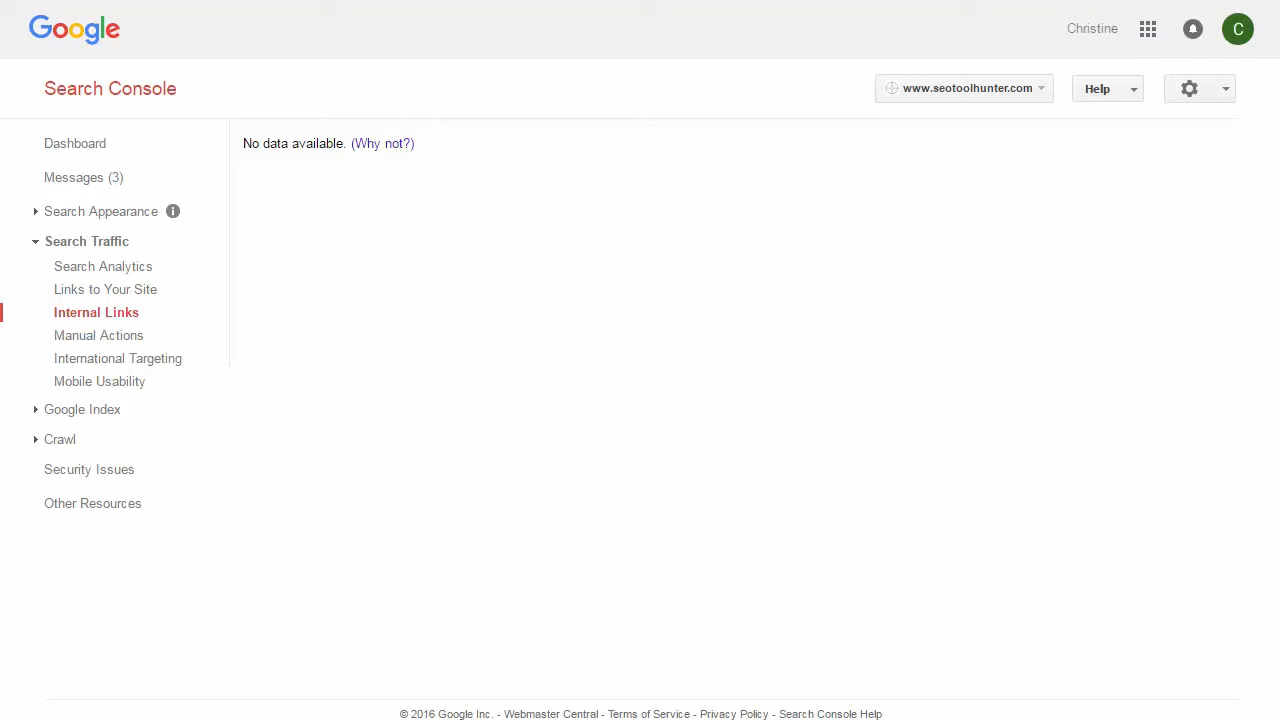 Google
Christine
C
Search Console
www.seotoolhunter.com
Help
Dashboard
No data available. (Why not?)
Messages (3)
Search Appearance i
Search Traffic
Search Analytics
Links to Your Site
Internal Links
Manual Actions
International Targeting
Mobile Usability
Google Index
Crawl
Security Issues
Other Resources
© 2016 Google Inc. - Webmaster Central - Terms of Service - Privacy Policy - Search Console Help